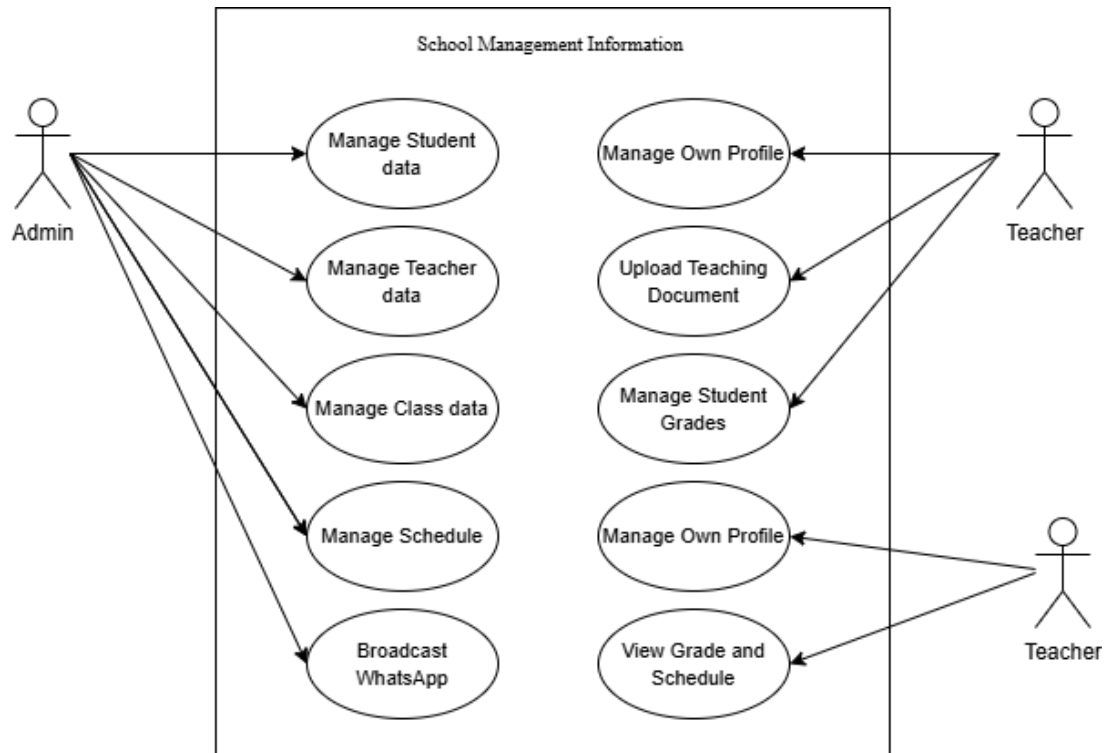 School Management Information
Admin
Manage Student
data
Manage Teacher
data
Manage Class data
Manage Schedule
Broadcast
WhatsApp
Manage Own Profile
Upload Teaching
Document
Manage Student
Grades
Manage Own Profile
View Grade and
Schedule
Teacher
Teacher